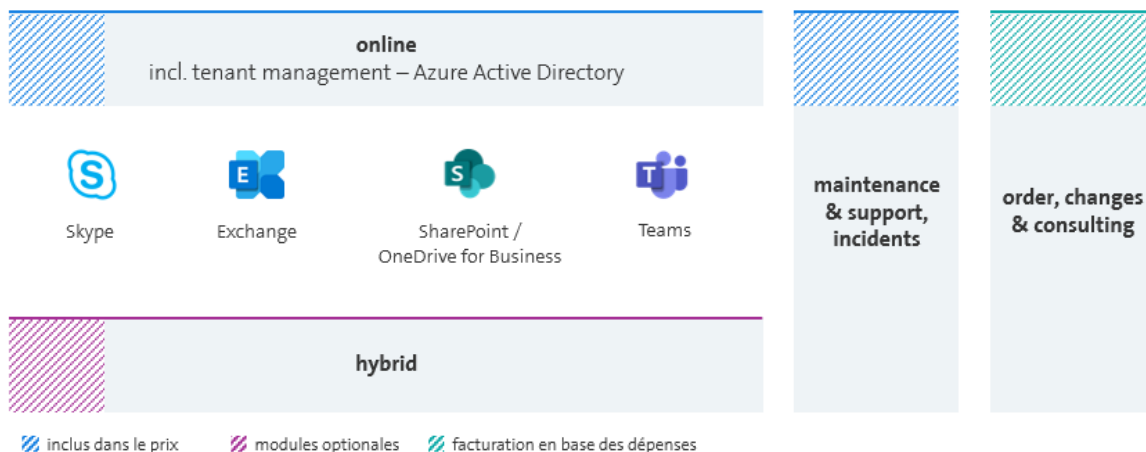 online
incl. tenant management – Azure Active Directory
S
Skype
E
Exchange
S
SharePoint /
OneDrive for Business
T
Teams
maintenance
& support,
incidents
order, changes
& consulting
hybrid
inclus dans le prix
modules optionales
facturation en base des dépenses